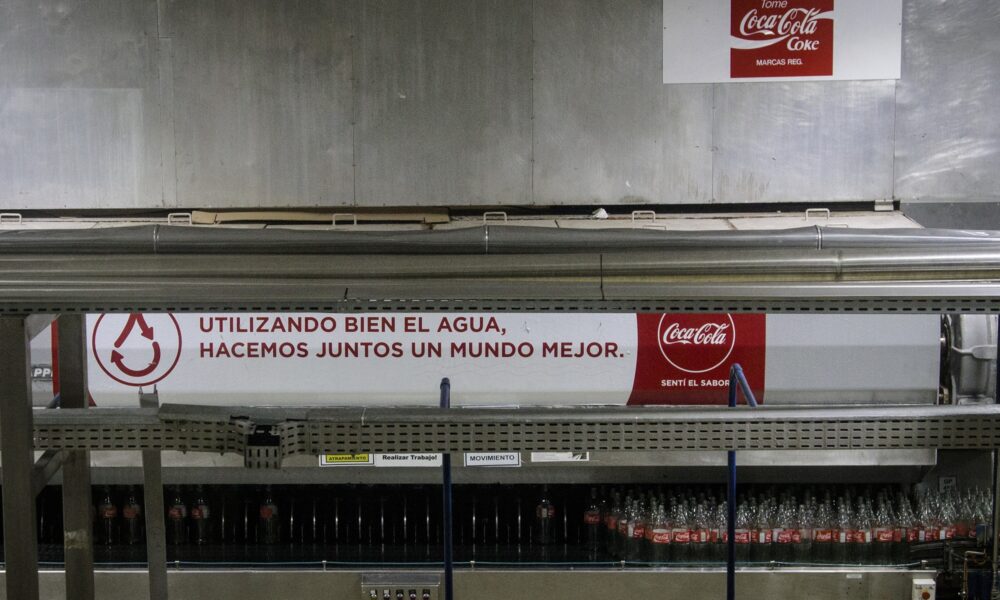 Tome
Coca-Cola
Coke
MARCAS REG.
UTILIZANDO BIEN EL AGUA,
HACEMOS JUNTOS UN MUNDO MEJOR.
Coca-Cola
SENTÍ EL SABOR
ATRAPAMIENTO
Realizar Trabajo!
MOVIMIENTO